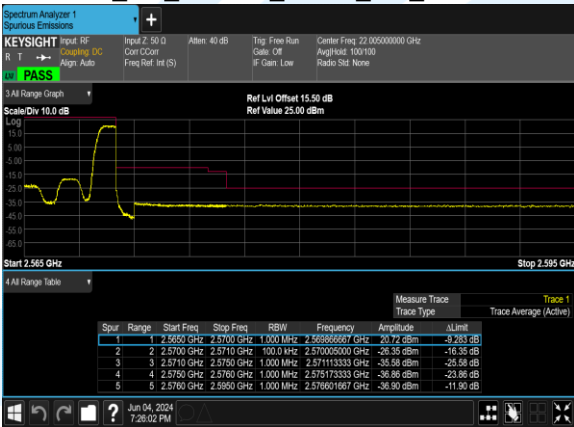 Spectrum Analyzer 1
Spurious Emissions
+
KEYSIGHT Input: RF
R T Coupling: DC
Align: Auto
LXI PASS
Input Z: 50 Ω
Corr CCorr
Freq Ref: Int (S)
Atten: 40 dB
Trig: Free Run
Gate: Off
IF Gain: Low
Center Freq: 22.005000000 GHz
Avg|Hold: 100/100
Radio Std: None
3 All Range Graph
Ref Lvl Offset 15.50 dB
Scale/Div 10.0 dB Ref Value 25.00 dBm
Log
15.0
5.00
-5.00
-15.0
-25.0
-35.0
-45.0
-55.0
-65.0
Start 2.565 GHz Stop 2.595 GHz
4 All Range Table
Measure Trace Trace 1
Trace Type Trace Average (Active)
Spur Range Start Freq Stop Freq RBW Frequency Amplitude ΔLimit
1 1 2.5650 GHz 2.5700 GHz 1.000 MHz 2.569866667 GHz 20.72 dBm -9.283 dB
2 2 2.5700 GHz 2.5710 GHz 100.0 kHz 2.570005000 GHz -26.35 dBm -16.35 dB
3 3 2.5710 GHz 2.5750 GHz 1.000 MHz 2.571113333 GHz -35.58 dBm -25.58 dB
4 4 2.5750 GHz 2.5760 GHz 1.000 MHz 2.575173333 GHz -36.86 dBm -23.86 dB
5 5 2.5760 GHz 2.5950 GHz 1.000 MHz 2.576601667 GHz -36.90 dBm -11.90 dB
? Jun 04, 2024
7:26:02 PM